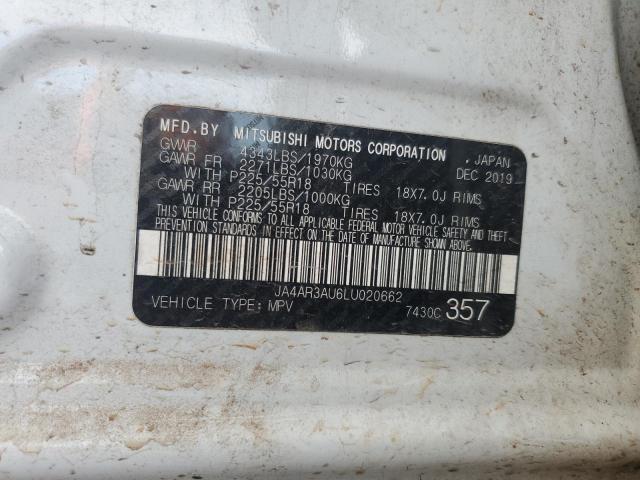 MFD.BY MITSUBISHI MOTORS CORPORATION , JAPAN
GVWR 4343LBS/1970KG DEC 2019
GAWR FR 2271LBS/1030KG
WITH P225/55R18 TIRES 18X7.0J RIMS
GAWR RR 2205LBS/1000KG
WITH P225/55R18 TIRES 18X7.0J RIMS
THIS VEHICLE CONFORMS TO ALL APPLICABLE FEDERAL MOTOR VEHICLE SAFETY AND
THEFT PREVENTION STANDARDS IN EFFECT ON THE DATE OF MANUFACTURE SHOWN ABOVE.
JA4AR3AU6LU020662
VEHICLE TYPE: MPV 7430C 357